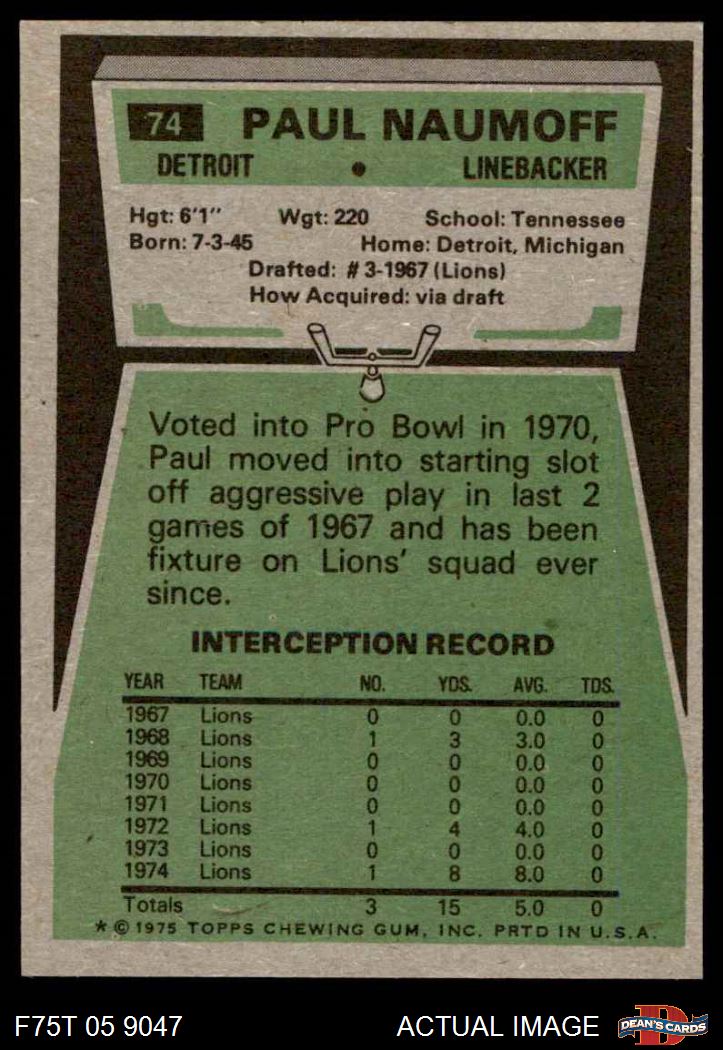 74 PAUL NAUMOFF
DETROIT • LINEBACKER
Hgt: 6'1" Wgt: 220 School: Tennessee
Born: 7-3-45 Home: Detroit, Michigan
Drafted: #3-1967 (Lions)
How Acquired: via draft
Voted into Pro Bowl in 1970,
Paul moved into starting slot
off aggressive play in last 2
games of 1967 and has been
fixture on Lions' squad ever
since.
INTERCEPTION RECORD
YEAR TEAM NO. YDS. AVG. TDS.
1967 Lions 0 0 0.0 0
1968 Lions 1 3 3.0 0
1969 Lions 0 0 0.0 0
1970 Lions 0 0 0.0 0
1971 Lions 0 0 0.0 0
1972 Lions 1 4 4.0 0
1973 Lions 0 0 0.0 0
1974 Lions 1 8 8.0 0
Totals 3 15 5.0 0
* © 1975 TOPPS CHEWING GUM, INC. PRTD IN U.S.A.
F75T 05 9047 ACTUAL IMAGE D DEAN'S CARDS